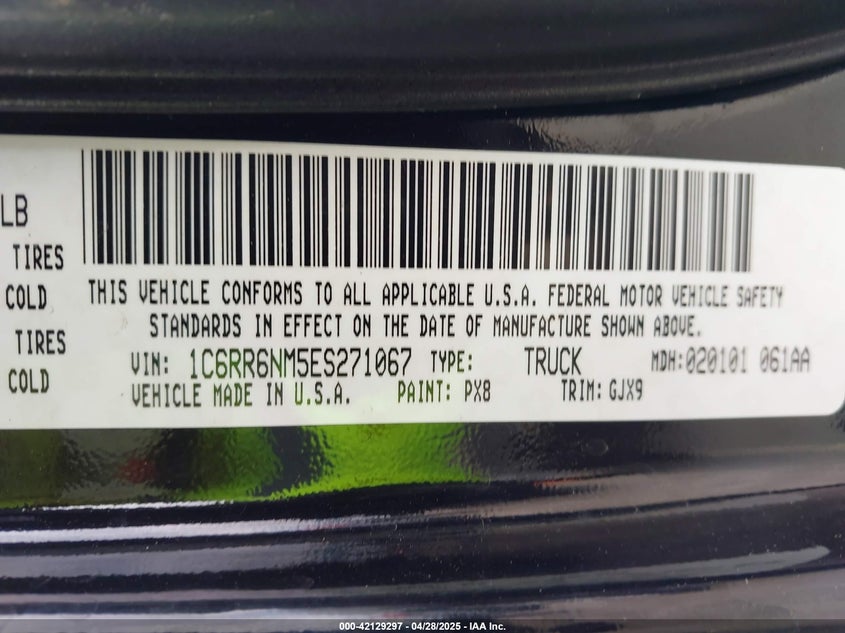 LB
TIRES
COLD
THIS VEHICLE CONFORMS TO ALL APPLICABLE U.S.A. FEDERAL MOTOR VEHICLE SAFETY
STANDARDS IN EFFECT ON THE DATE OF MANUFACTURE SHOWN ABOVE.
TIRES
VIN: 1C6RR6NM5ES271067 TYPE: TRUCK MDH:020101 061AA
COLD
VEHICLE MADE IN U.S.A. PAINT: PX8 TRIM: GJX9
000-42129297 - 04/28/2025 - IAA Inc.